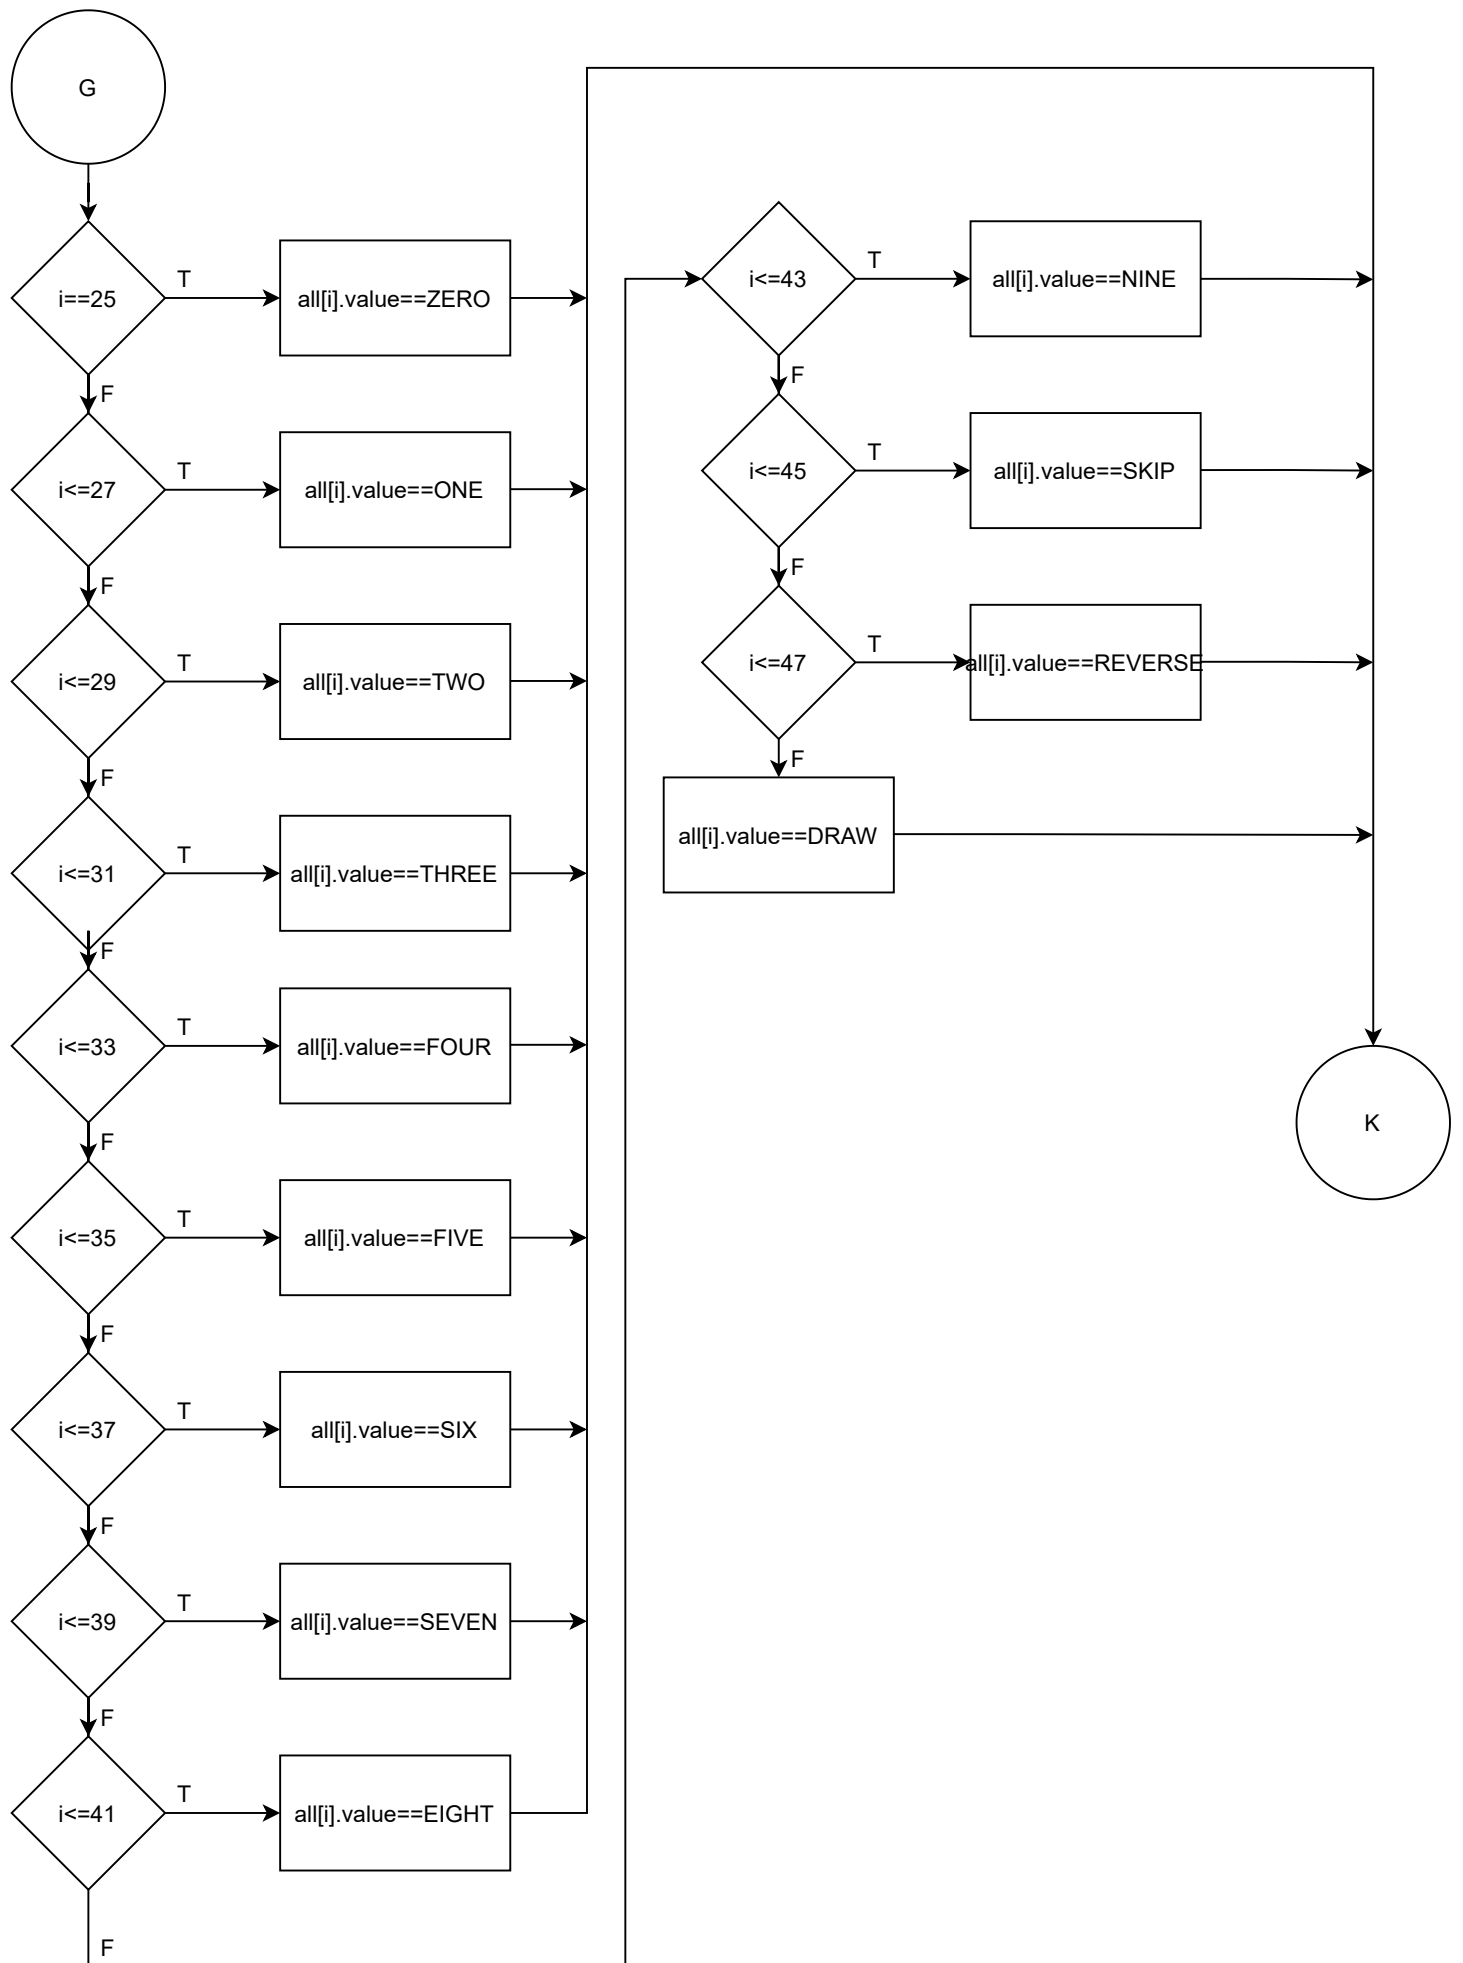 G
i==25
T
all[i].value==ZERO
F
i<=27
T
all[i].value==ONE
F
i<=29
T
all[i].value==TWO
F
i<=31
T
all[i].value==THREE
F
i<=33
T
all[i].value==FOUR
F
i<=35
T
all[i].value==FIVE
F
i<=37
T
all[i].value==SIX
F
i<=39
T
all[i].value==SEVEN
F
i<=41
T
all[i].value==EIGHT
F
i<=43
T
all[i].value==NINE
F
i<=45
T
all[i].value==SKIP
F
i<=47
T
all[i].value==REVERSE
F
all[i].value==DRAW
K